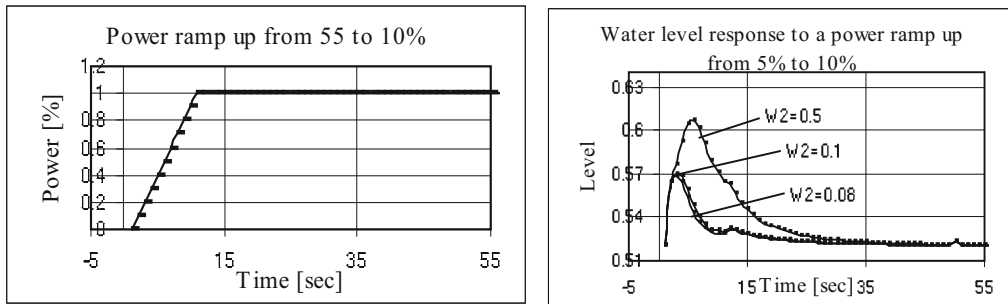 Power ramp up from 55 to 10%
1.2
1
0.8
0.6
0.4
0.2
0
Power [%]
-5
15
35
55
Time [sec]
Water level response to a power ramp up
from 5% to 10%
0.63
0.6
0.57
0.54
0.51
Level
W2=0.5
W2=0.1
W2=0.08
-5
15
35
55
Time [sec]